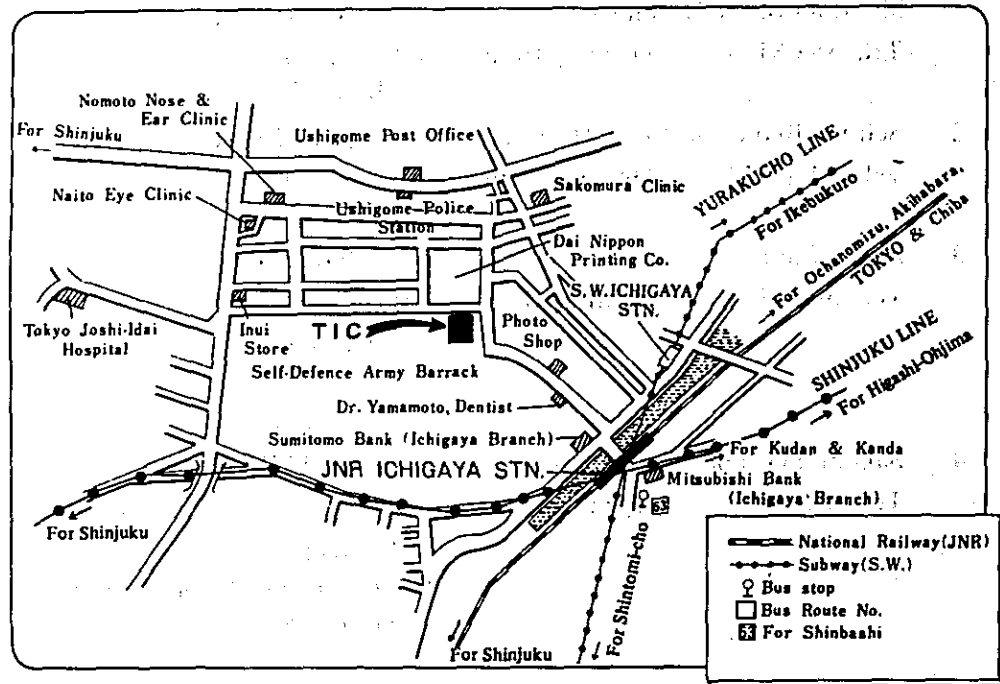 Nomoto Nose &
Ear Clinic
For Shinjuku
Ushigome Post Office
Naito Eye Clinic
Ushigome Police
Station
Sakomura Clinic
YURAKUCHO LINE
For Ikebukuro
For Ochanomizu, Akihabara,
TOKYO & Chiba
Dai Nippon
Printing Co.
S.W. ICHIGAYA
STN.
Tokyo Joshi-Idai
Hospital
Inui
Store
TIC
Photo
Shop
SHINJUKU LINE
For Higashi-Ohjima
Self-Defence Army Barrack
Dr. Yamamoto, Dentist
Sumitomo Bank (Ichigaya Branch)
For Kudan & Kanda
JNR ICHIGAYA STN.
Mitsubishi Bank
(Ichigaya Branch)
63
For Shinjuku
For Shintomi-cho
For Shinjuku
National Railway(JNR)
Subway(S.W.)
Bus stop
Bus Route No.
For Shinbashi